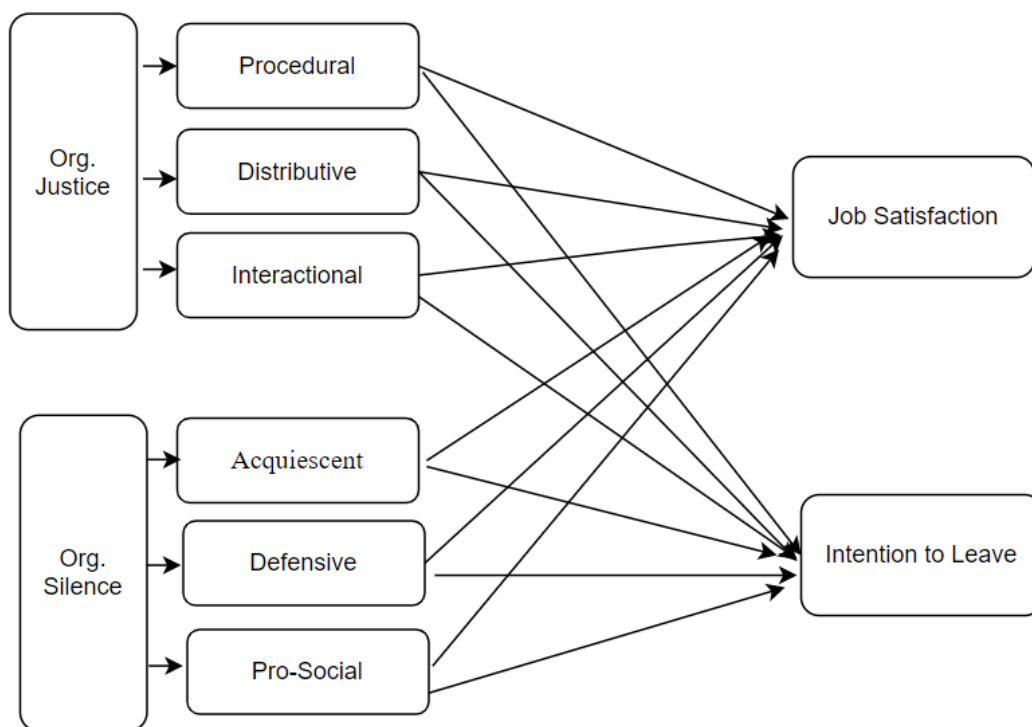 Org.
Justice
Procedural
Distributive
Interactional
Job Satisfaction
Org.
Silence
Acquiescent
Defensive
Pro-Social
Intention to Leave